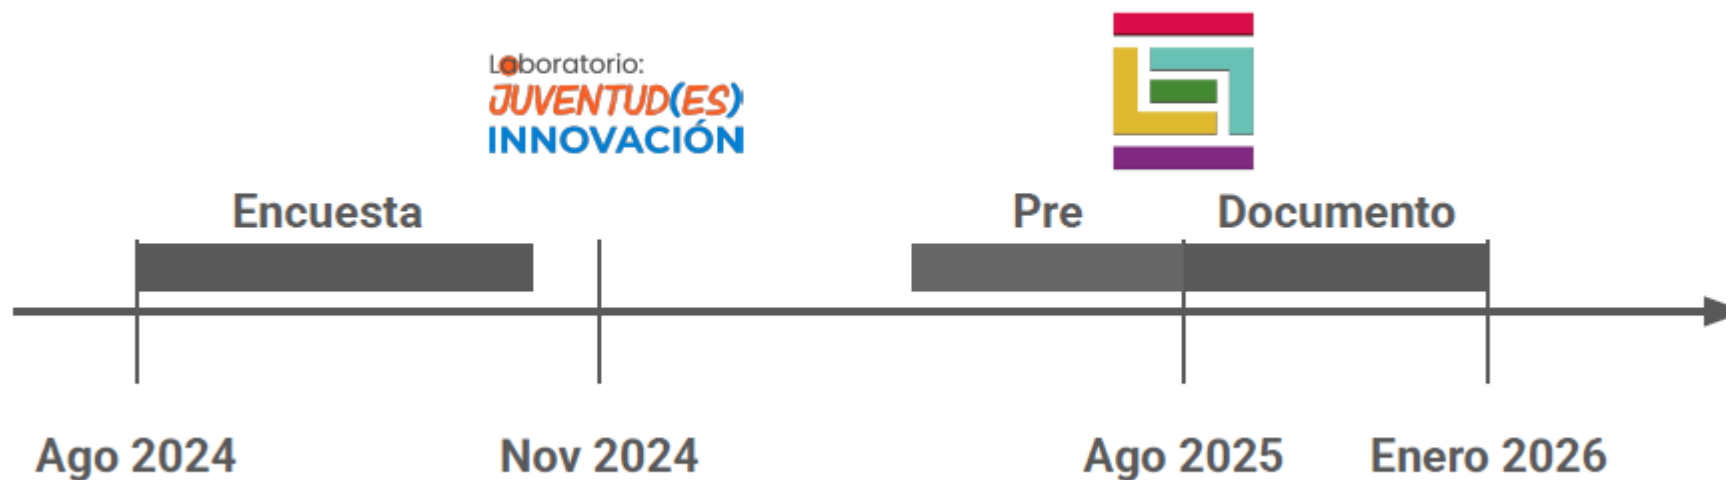 Laboratorio:
JUVENTUD(ES)
INNOVACIÓN
Encuesta
Pre
Documento
Ago 2024
Nov 2024
Ago 2025
Enero 2026